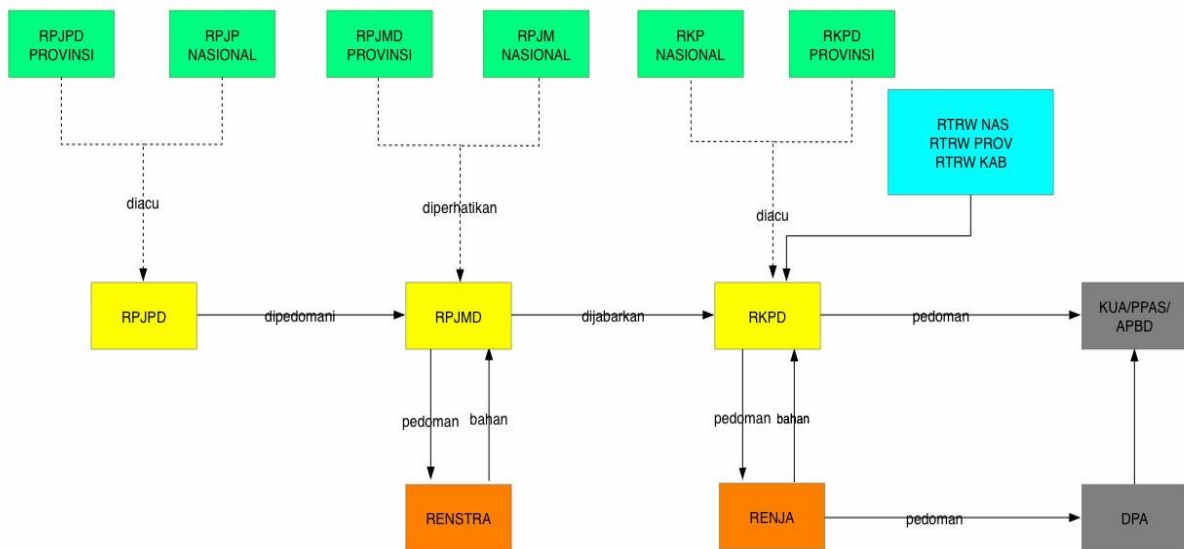 RPJPD
PROVINSI
RPJP
NASIONAL
RPJMD
PROVINSI
RPJM
NASIONAL
RKP
NASIONAL
RKPD
PROVINSI
RTRW NAS
RTRW PROV
RTRW KAB
diacu
diperhatikan
diacu
RPJPD
dipedomani
RPJMD
dijabarkan
RKPD
pedoman
KUA/PPAS/
APBD
pedoman
bahan
pedoman
bahan
RENSTRA
RENJA
pedoman
DPA